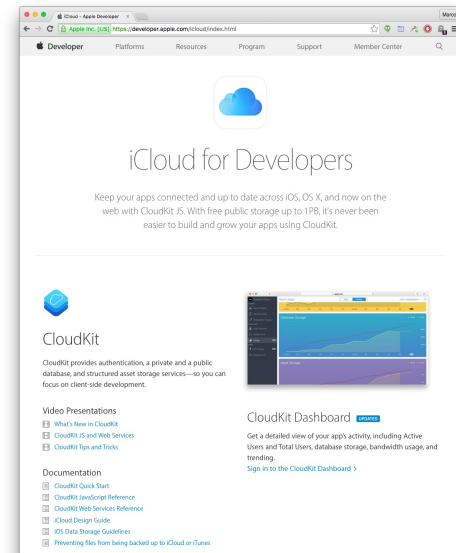 iCloud - Apple Developer
Marco
Apple Inc. [US] https://developer.apple.com/icloud/index.html
Developer Platforms Resources Program Support Member Center
iCloud for Developers
Keep your apps connected and up to date across iOS, OS X, and now on the
web with CloudKit JS. With free public storage up to 1PB, it's never been
easier to build and grow your apps using CloudKit.
CloudKit
CloudKit provides authentication, a private and a public
database, and structured asset storage services—so you can
focus on client-side development.
Video Presentations
What's New in CloudKit
CloudKit JS and Web Services
CloudKit Tips and Tricks
Documentation
CloudKit Quick Start
CloudKit JavaScript Reference
CloudKit Web Services Reference
iCloud Design Guide
iOS Data Storage Guidelines
Preventing files from being backed up to iCloud or iTunes
CloudKit Dashboard UPDATED
Get a detailed view of your app's activity, including Active
Users and Total Users, database storage, bandwidth usage, and
trending.
Sign in to the CloudKit Dashboard >